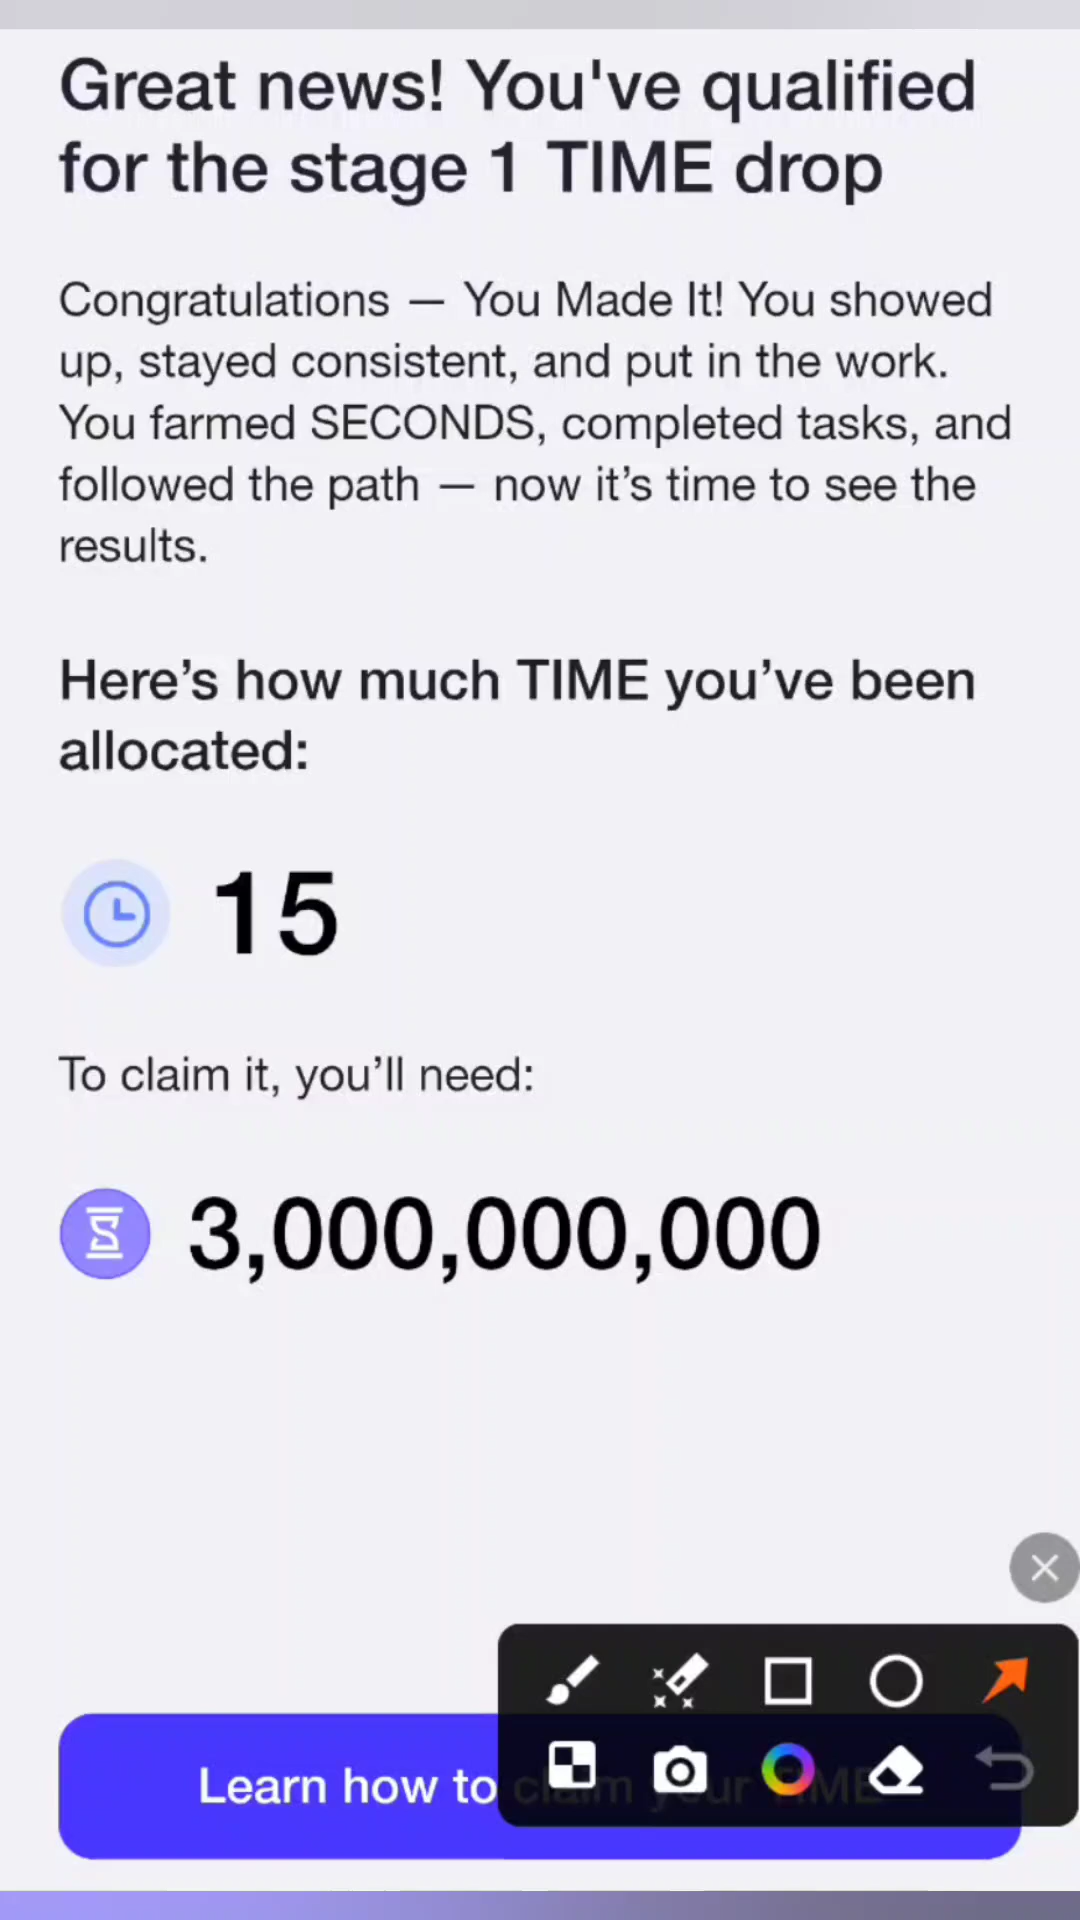 Great news! You've qualified
for the stage 1 TIME drop
Congratulations — You Made It! You showed
up, stayed consistent, and put in the work.
You farmed SECONDS, completed tasks, and
followed the path — now it’s time to see the
results.
Here’s how much TIME you’ve been
allocated:
15
To claim it, you’ll need:
3,000,000,000
Learn how to claim your TIME